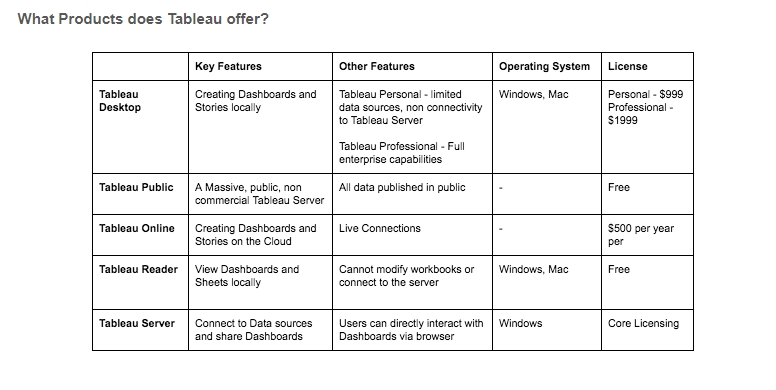 What Products does Tableau offer?
Key Features Other Features Operating System License
Tableau Desktop Creating Dashboards and Stories locally Tableau Personal - limited data sources, non connectivity to Tableau Server Tableau Professional - Full enterprise capabilities Windows, Mac Personal - $999 Professional - $1999
Tableau Public A Massive, public, non commercial Tableau Server All data published in public - Free
Tableau Online Creating Dashboards and Stories on the Cloud Live Connections - $500 per year per
Tableau Reader View Dashboards and Sheets locally Cannot modify workbooks or connect to the server Windows, Mac Free
Tableau Server Connect to Data sources and share Dashboards Users can directly interact with Dashboards via browser Windows Core Licensing